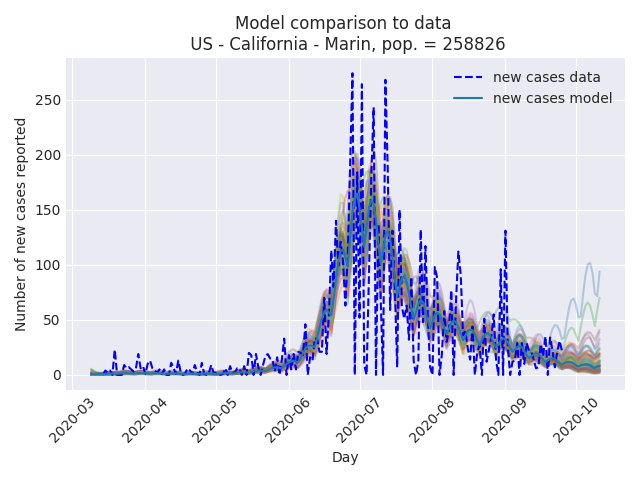 Model comparison to data
US - California - Marin, pop. = 258826
new cases data
new cases model
Number of new cases reported
250
200
150
100
50
0
2020-03
2020-04
2020-05
2020-06
2020-07
2020-08
2020-09
2020-10
Day